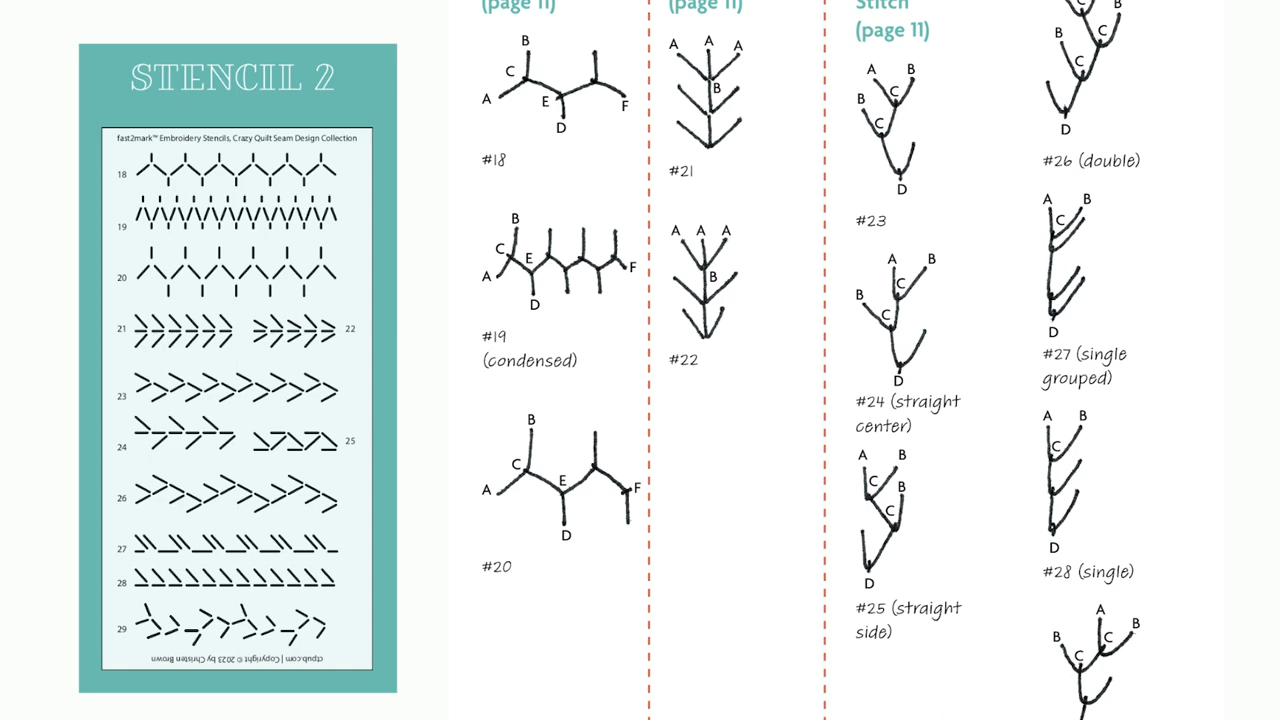 STENCIL 2
fast2mark™ Embroidery Stencils, Crazy Quilt Seam Design Collection
18
19
20
21
22
23
24
25
26
27
28
29
ctpub.com | Copyright © 2023 by Christen Brown
(page 11)
B
C
A
E
F
D
#18
B
C
E
A
F
D
#19
(condensed)
B
C
E
A
F
D
#20
(page 11)
A A A
B
#21
A A A
B
#22
Stitch
(page 11)
A B
C
B
C
D
#23
A B
C
B
C
D
#24 (straight
center)
A B
C
B
C
D
#25 (straight
side)
C B
C
B
C
D
#26 (double)
A B
C
D
#27 (single
grouped)
A B
C
D
#28 (single)
A
B
B
C
C